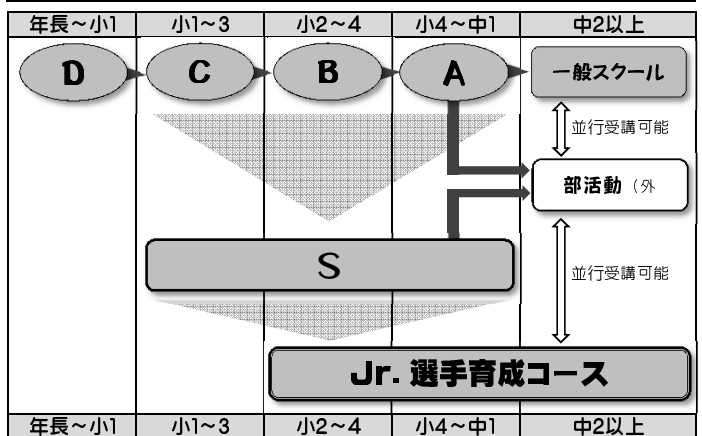 年長～小1 小1～3 小2～4 小4～中1 中2以上
D C B A 一般スクール
並行受講可能
部活動（外
S
並行受講可能
Jr. 選手育成コース
年長～小1 小1～3 小2～4 小4～中1 中2以上